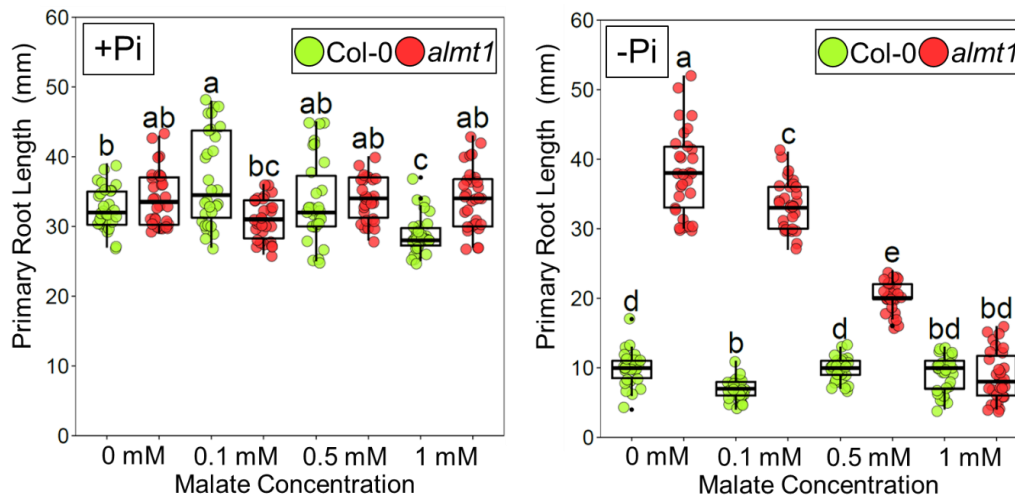 +Pi
Col-0 almt1
Primary Root Length (mm)
60
50
40
30
20
10
0
b
ab
a
bc
ab
ab
c
ab
0 mM
0.1 mM
0.5 mM
1 mM
Malate Concentration
-Pi
Col-0 almt1
Primary Root Length (mm)
60
50
40
30
20
10
0
d
a
b
c
d
e
bd
bd
0 mM
0.1 mM
0.5 mM
1 mM
Malate Concentration